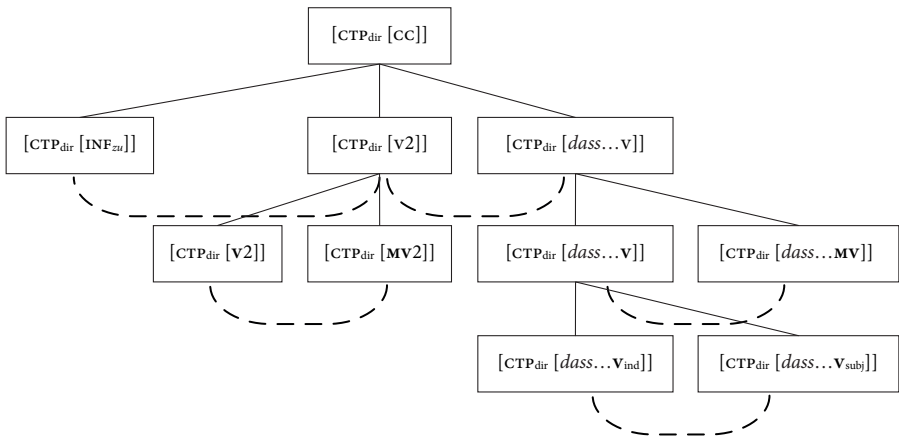 [CTPdir [CC]]
[CTPdir [INFzu]] [CTPdir [V2]] [CTPdir [dass…V]]
[CTPdir [V2]] [CTPdir [MV2]] [CTPdir [dass…V]] [CTPdir [dass…MV]]
[CTPdir [dass…Vind]] [CTPdir [dass…Vsubj]]